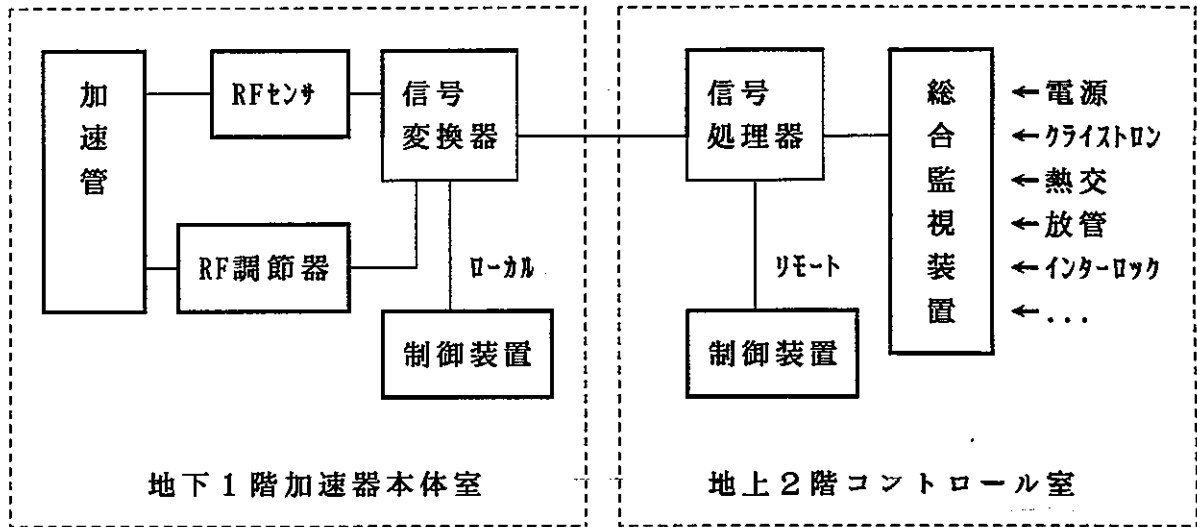 加速管
RFセンサ
信号
変換器
RF調節器
ローカル
制御装置
地下1階加速器本体室
信号
処理器
リモート
制御装置
総合監視装置
←電源
←クライストロン
←熱交
←放管
←インターロック
←...
地上2階コントロール室